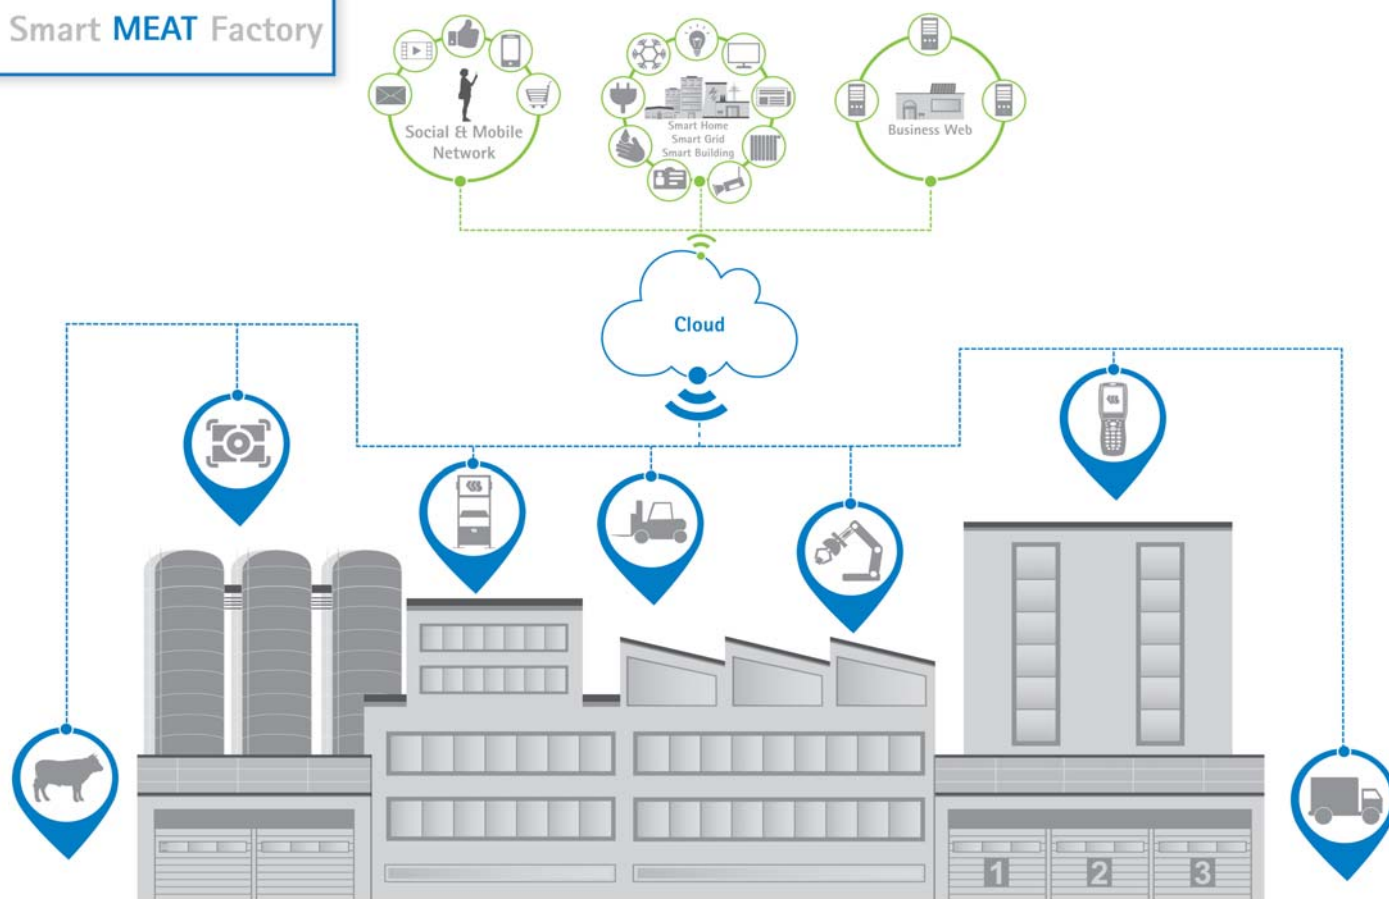 Smart MEAT Factory
Social & Mobile
Network
Smart Home
Smart Grid
Smart Building
Business Web
Cloud
1
2
3